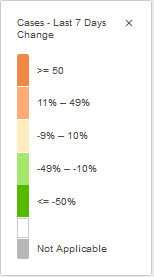 Cases - Last 7 Days
Change
>= 50
11% – 49%
-9% – 10%
-49% – -10%
<= -50%
Not Applicable